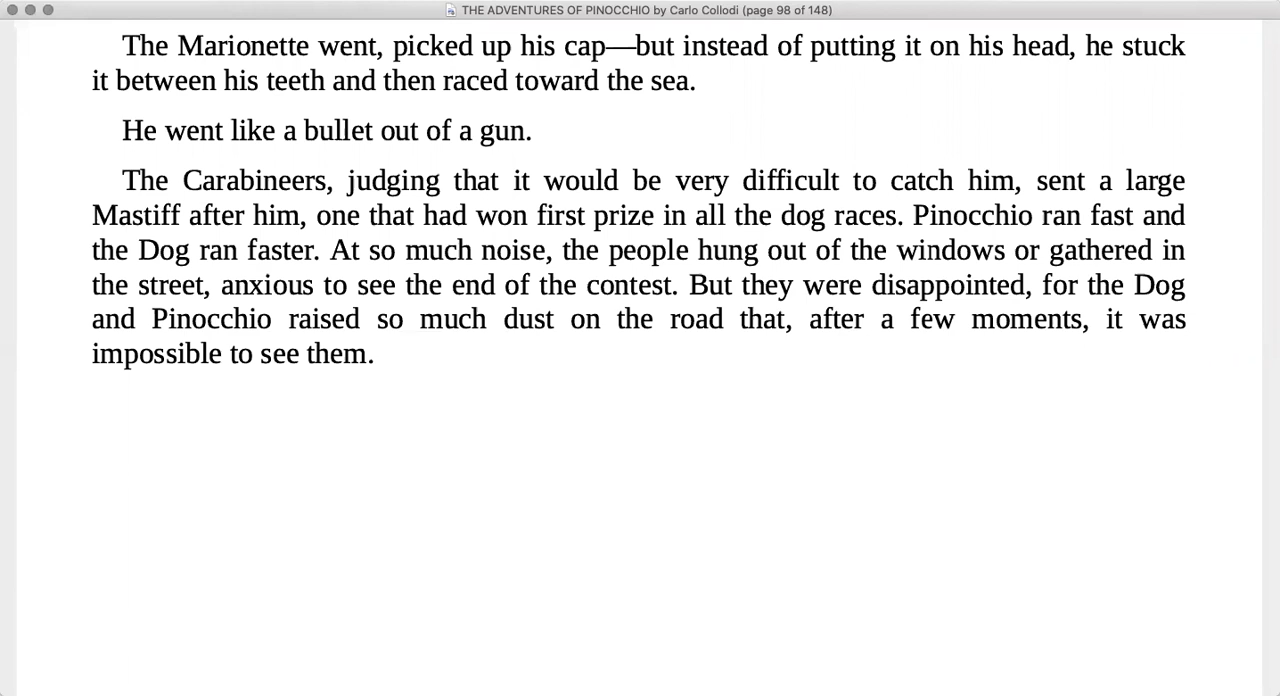 THE ADVENTURES OF PINOCCHIO by Carlo Collodi (page 98 of 148)
The Marionette went, picked up his cap—but instead of putting it on his head, he stuck
it between his teeth and then raced toward the sea.
He went like a bullet out of a gun.
The Carabineers, judging that it would be very difficult to catch him, sent a large
Mastiff after him, one that had won first prize in all the dog races. Pinocchio ran fast and
the Dog ran faster. At so much noise, the people hung out of the windows or gathered in
the street, anxious to see the end of the contest. But they were disappointed, for the Dog
and Pinocchio raised so much dust on the road that, after a few moments, it was
impossible to see them.